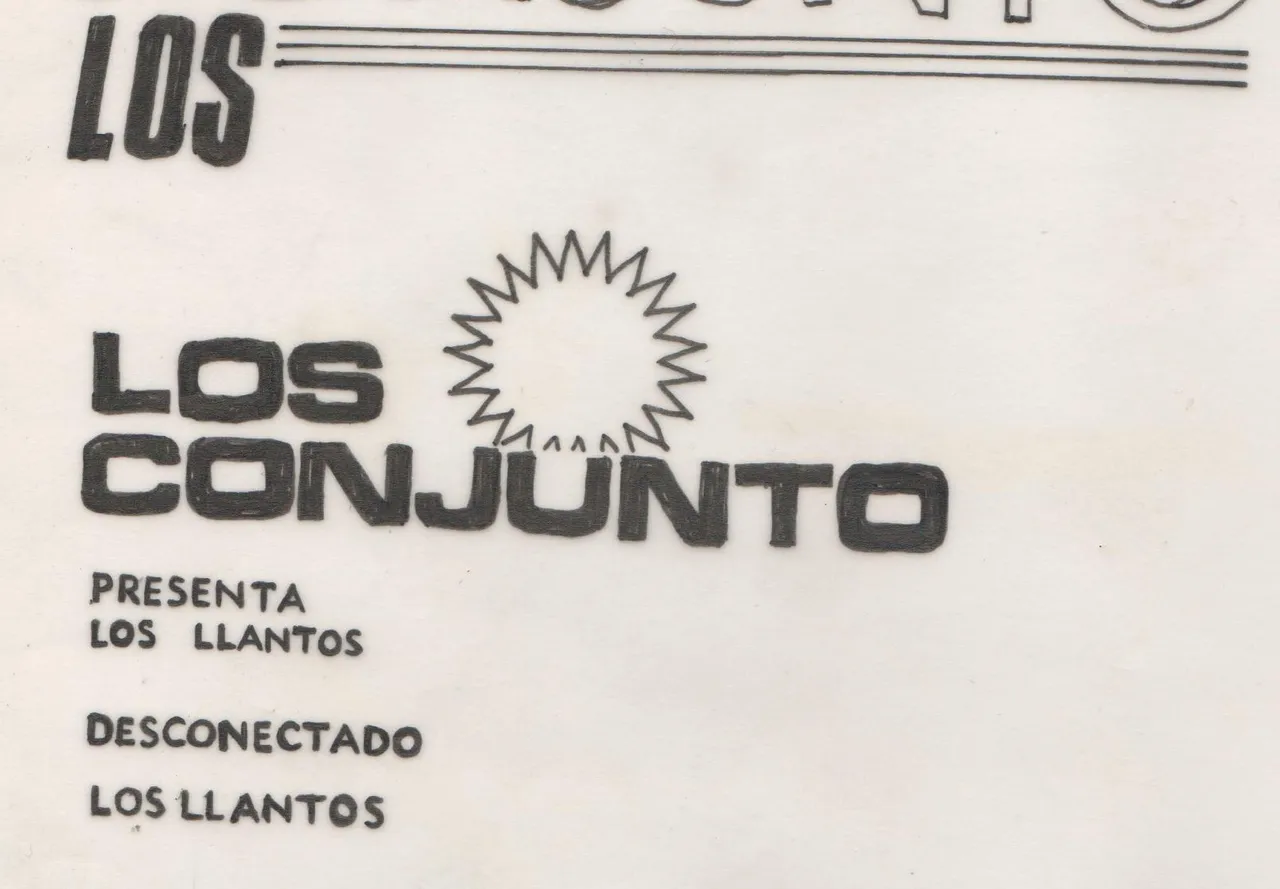 LOS
LOS
CONJUNTO
PRESENTA
LOS LLANTOS
DESCONECTADO
LOS LLANTOS